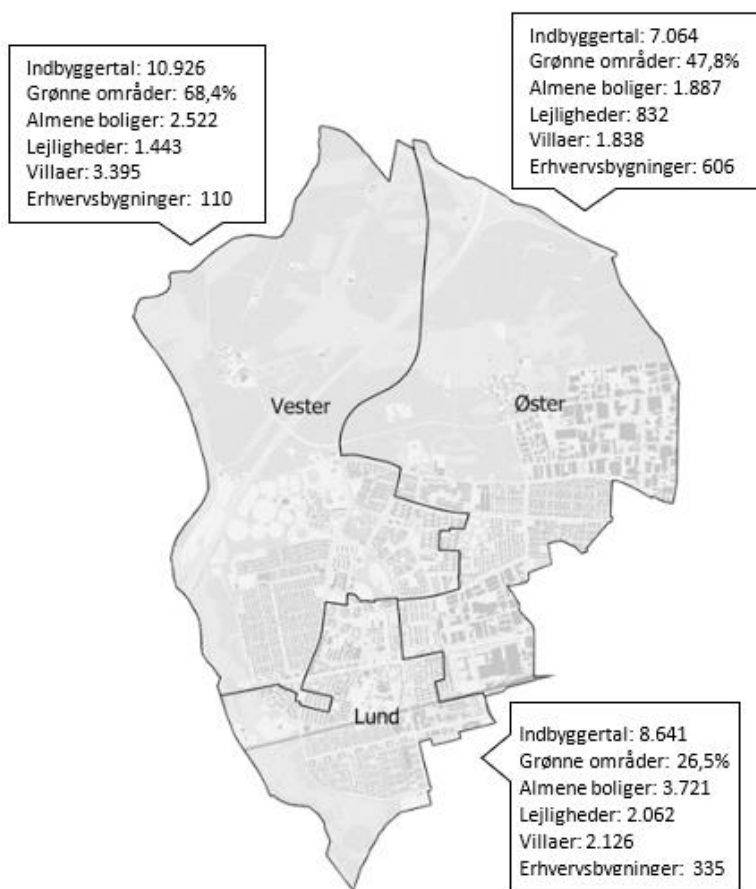 Indbyggertal: 10.926
Grønne områder: 68,4%
Almene boliger: 2.522
Lejligheder: 1.443
Villaer: 3.395
Erhvervsbygninger: 110
Indbyggertal: 7.064
Grønne områder: 47,8%
Almene boliger: 1.887
Lejligheder: 832
Villaer: 1.838
Erhvervsbygninger: 606
Vester
Øster
Lund
Indbyggertal: 8.641
Grønne områder: 26,5%
Almene boliger: 3.721
Lejligheder: 2.062
Villaer: 2.126
Erhvervsbygninger: 335